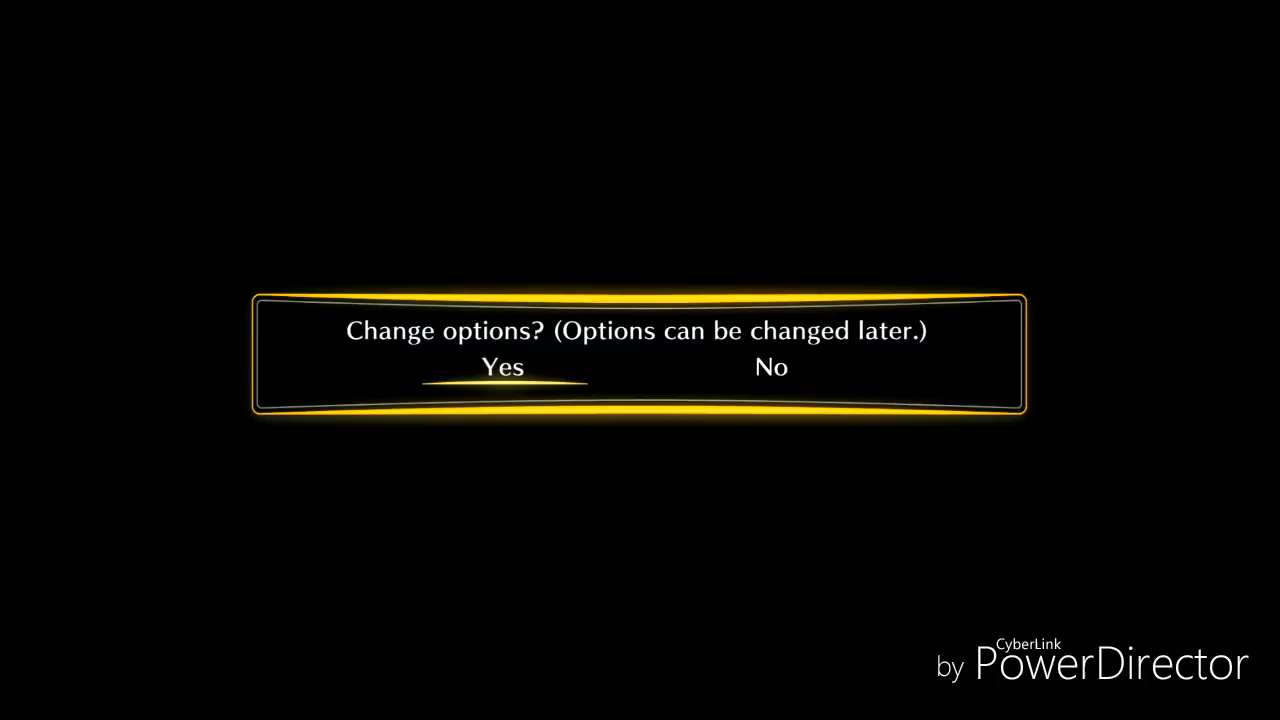 Change options? (Options can be changed later.)
Yes No
CyberLink
by PowerDirector